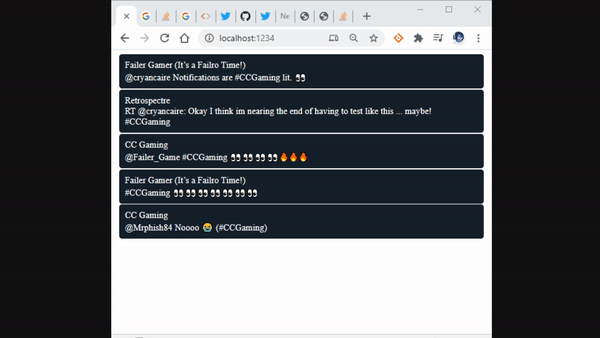 Ne
localhost:1234
Failer Gamer (It's a Failro Time!)
@cryancaire Notifications are #CCGaming lit. 👀
Retrospectre
RT @cryancaire: Okay I think im nearing the end of having to test like this ... maybe!
#CCGaming
CC Gaming
@Failer_Game #CCGaming 👀👀👀👀🔥🔥🔥
Failer Gamer (It's a Failro Time!)
#CCGaming 👀👀👀👀👀👀👀
CC Gaming
@Mrphish84 Noooo 😭 (#CCGaming)